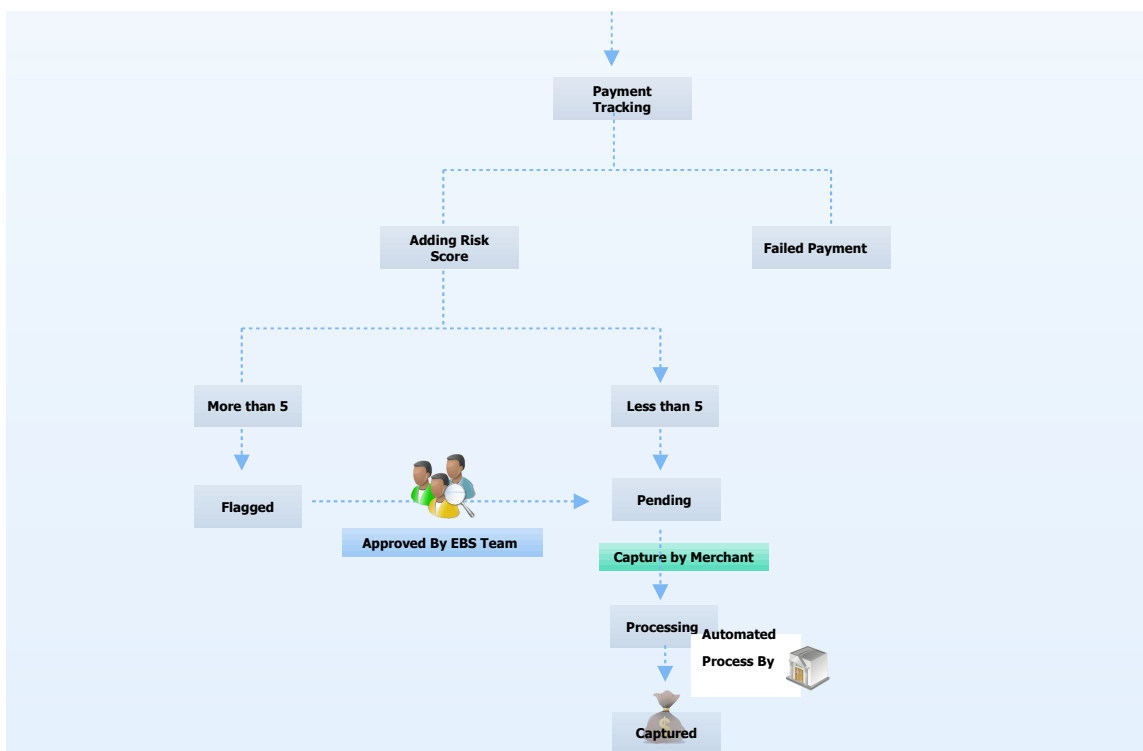 Payment
Tracking
Adding Risk
Score
Failed Payment
More than 5
Less than 5
Flagged
Pending
Approved By EBS Team
Capture by Merchant
Processing
Automated
Process By
$
Captured